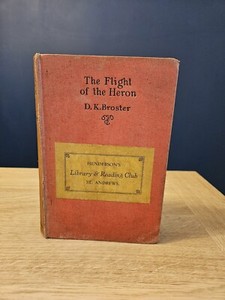 The Flight
of the Heron
D. K. Broster
HENDERSON'S
Library & Reading Club
ST. ANDREWS